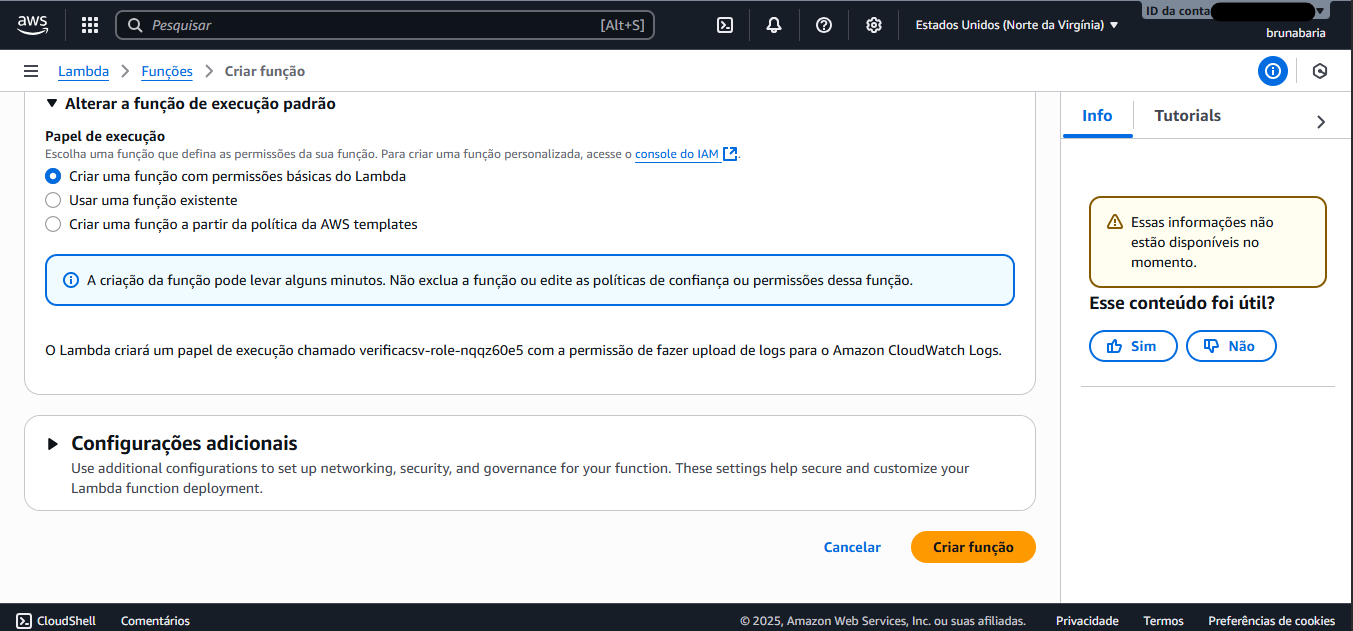 aws
Pesquisar
[Alt+S]
Estados Unidos (Norte da Virgínia)
ID da conta
brunabaria
Lambda
Funções
Criar função
Alterar a função de execução padrão
Papel de execução
Escolha uma função que defina as permissões da sua função. Para criar uma função personalizada, acesse o console do IAM.
Criar uma função com permissões básicas do Lambda
Usar uma função existente
Criar uma função a partir da política da AWS templates
A criação da função pode levar alguns minutos. Não exclua a função ou edite as políticas de confiança ou permissões dessa função.
O Lambda criará um papel de execução chamado verificacsv-role-nqqz60e5 com a permissão de fazer upload de logs para o Amazon CloudWatch Logs.
Configurações adicionais
Use additional configurations to set up networking, security, and governance for your function. These settings help secure and customize your
Lambda function deployment.
Cancelar
Criar função
Info
Tutorials
Essas informações não
estão disponíveis no
momento.
Esse conteúdo foi útil?
Sim
Não
CloudShell
Comentários
© 2025, Amazon Web Services, Inc. ou suas afiliadas.
Privacidade
Termos
Preferências de cookies